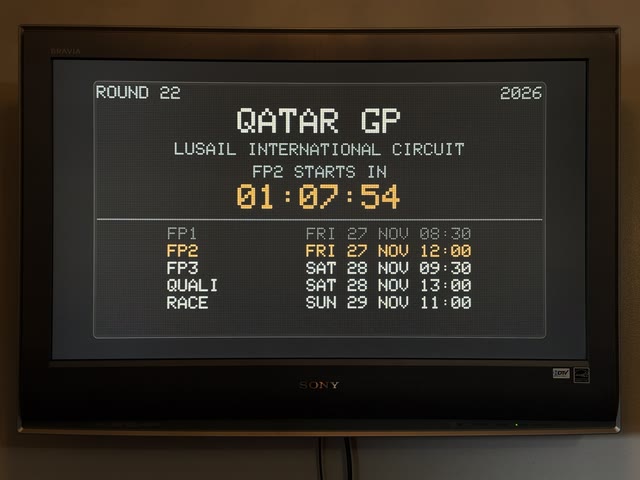 BRAVIA
ROUND 22 2026
QATAR GP
LUSAIL INTERNATIONAL CIRCUIT
FP2 STARTS IN
01:07:54
FP1 FRI 27 NOV 08:30
FP2 FRI 27 NOV 12:00
FP3 SAT 28 NOV 09:30
QUALI SAT 28 NOV 13:00
RACE SUN 29 NOV 11:00
SONY